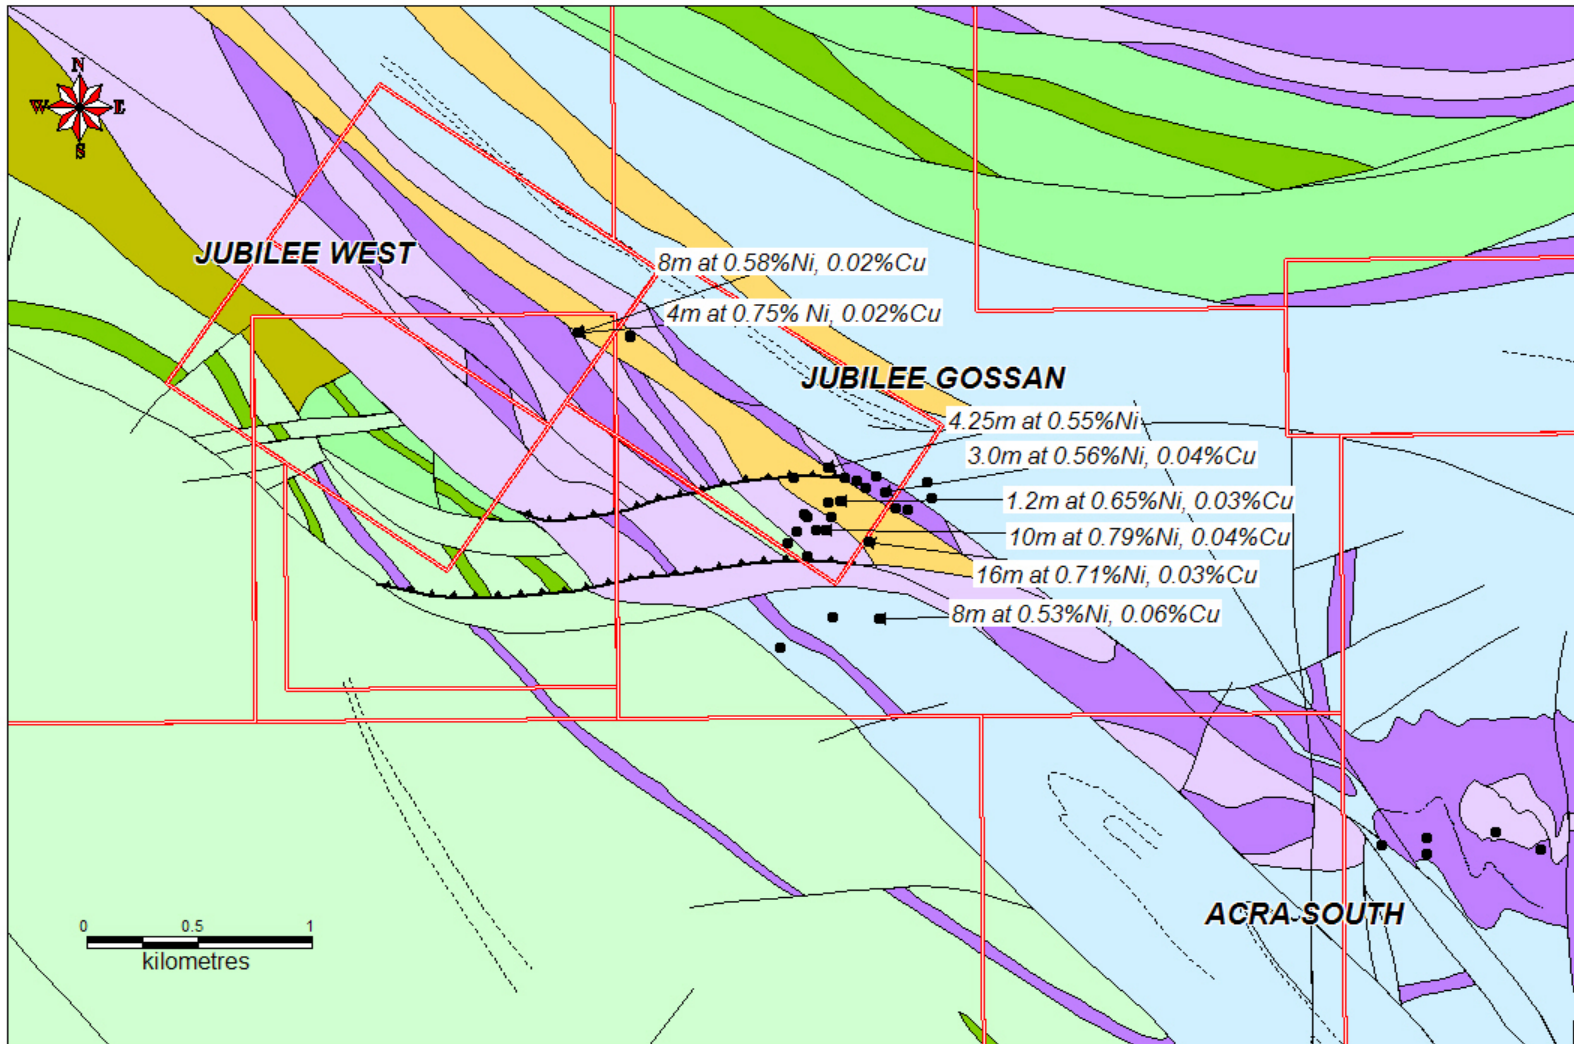 N
W E
S
JUBILEE WEST
8m at 0.58%Ni, 0.02%Cu
4m at 0.75% Ni, 0.02%Cu
JUBILEE GOSSAN
4.25m at 0.55%Ni
3.0m at 0.56%Ni, 0.04%Cu
1.2m at 0.65%Ni, 0.03%Cu
10m at 0.79%Ni, 0.04%Cu
16m at 0.71%Ni, 0.03%Cu
8m at 0.53%Ni, 0.06%Cu
ACRA SOUTH
0 0.5 1
kilometres